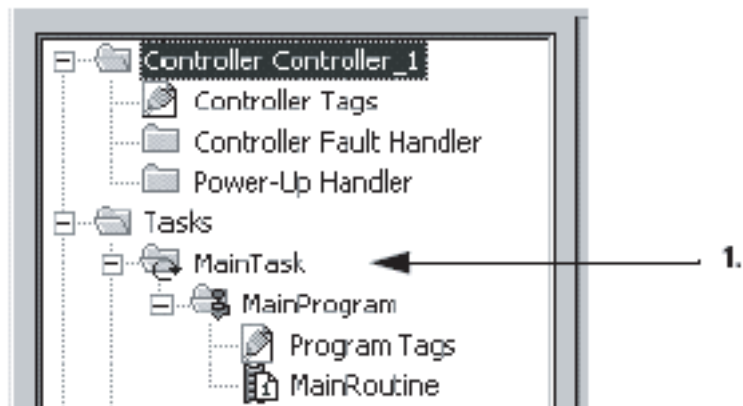 Controller Controller_1
Controller Tags
Controller Fault Handler
Power-Up Handler
Tasks
MainTask
1.
MainProgram
Program Tags
MainRoutine